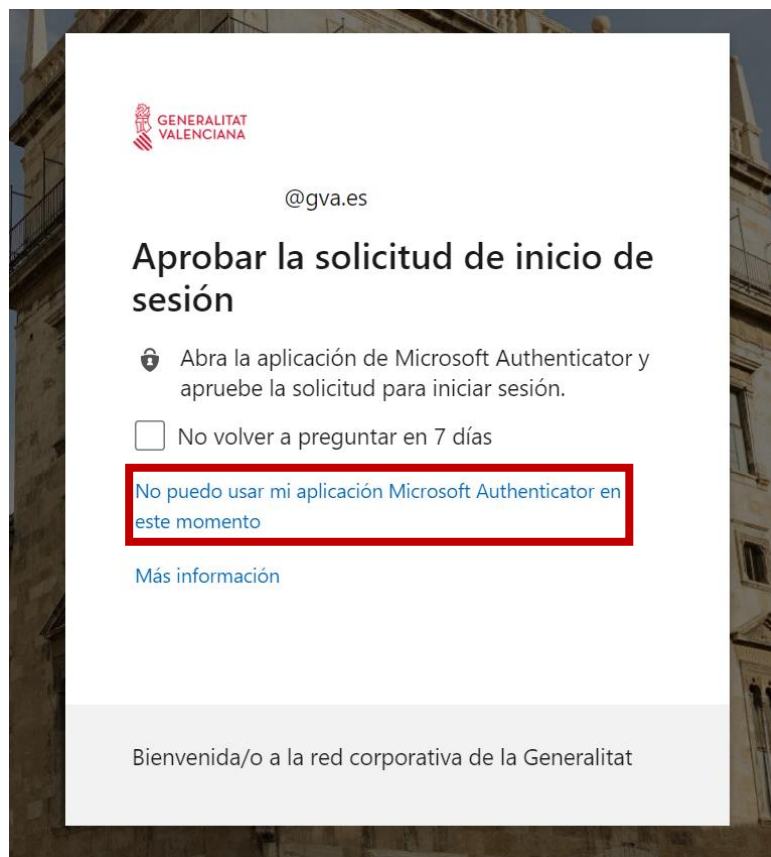 GENERALITAT
VALENCIANA
@gva.es
Aprobar la solicitud de inicio de
sesión
Abra la aplicación de Microsoft Authenticator y
apruebe la solicitud para iniciar sesión.
No volver a preguntar en 7 días
No puedo usar mi aplicación Microsoft Authenticator en
este momento
Más información
Bienvenida/o a la red corporativa de la Generalitat